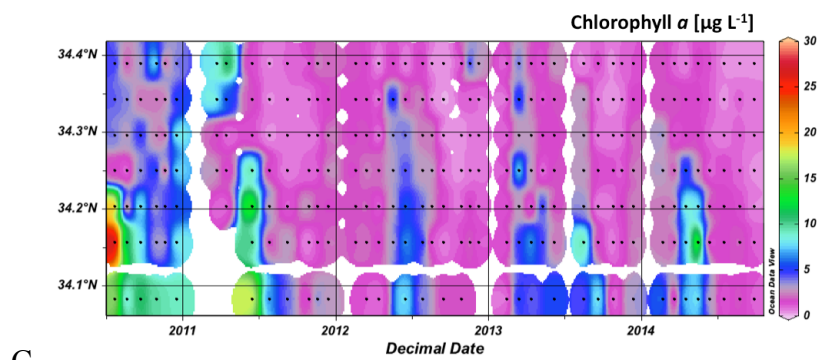 Chlorophyll a [µg L-1]
34.4°N
34.3°N
34.2°N
34.1°N
30
25
20
15
10
5
0
Ocean Data View
2011 2012 2013 2014
Decimal Date
C